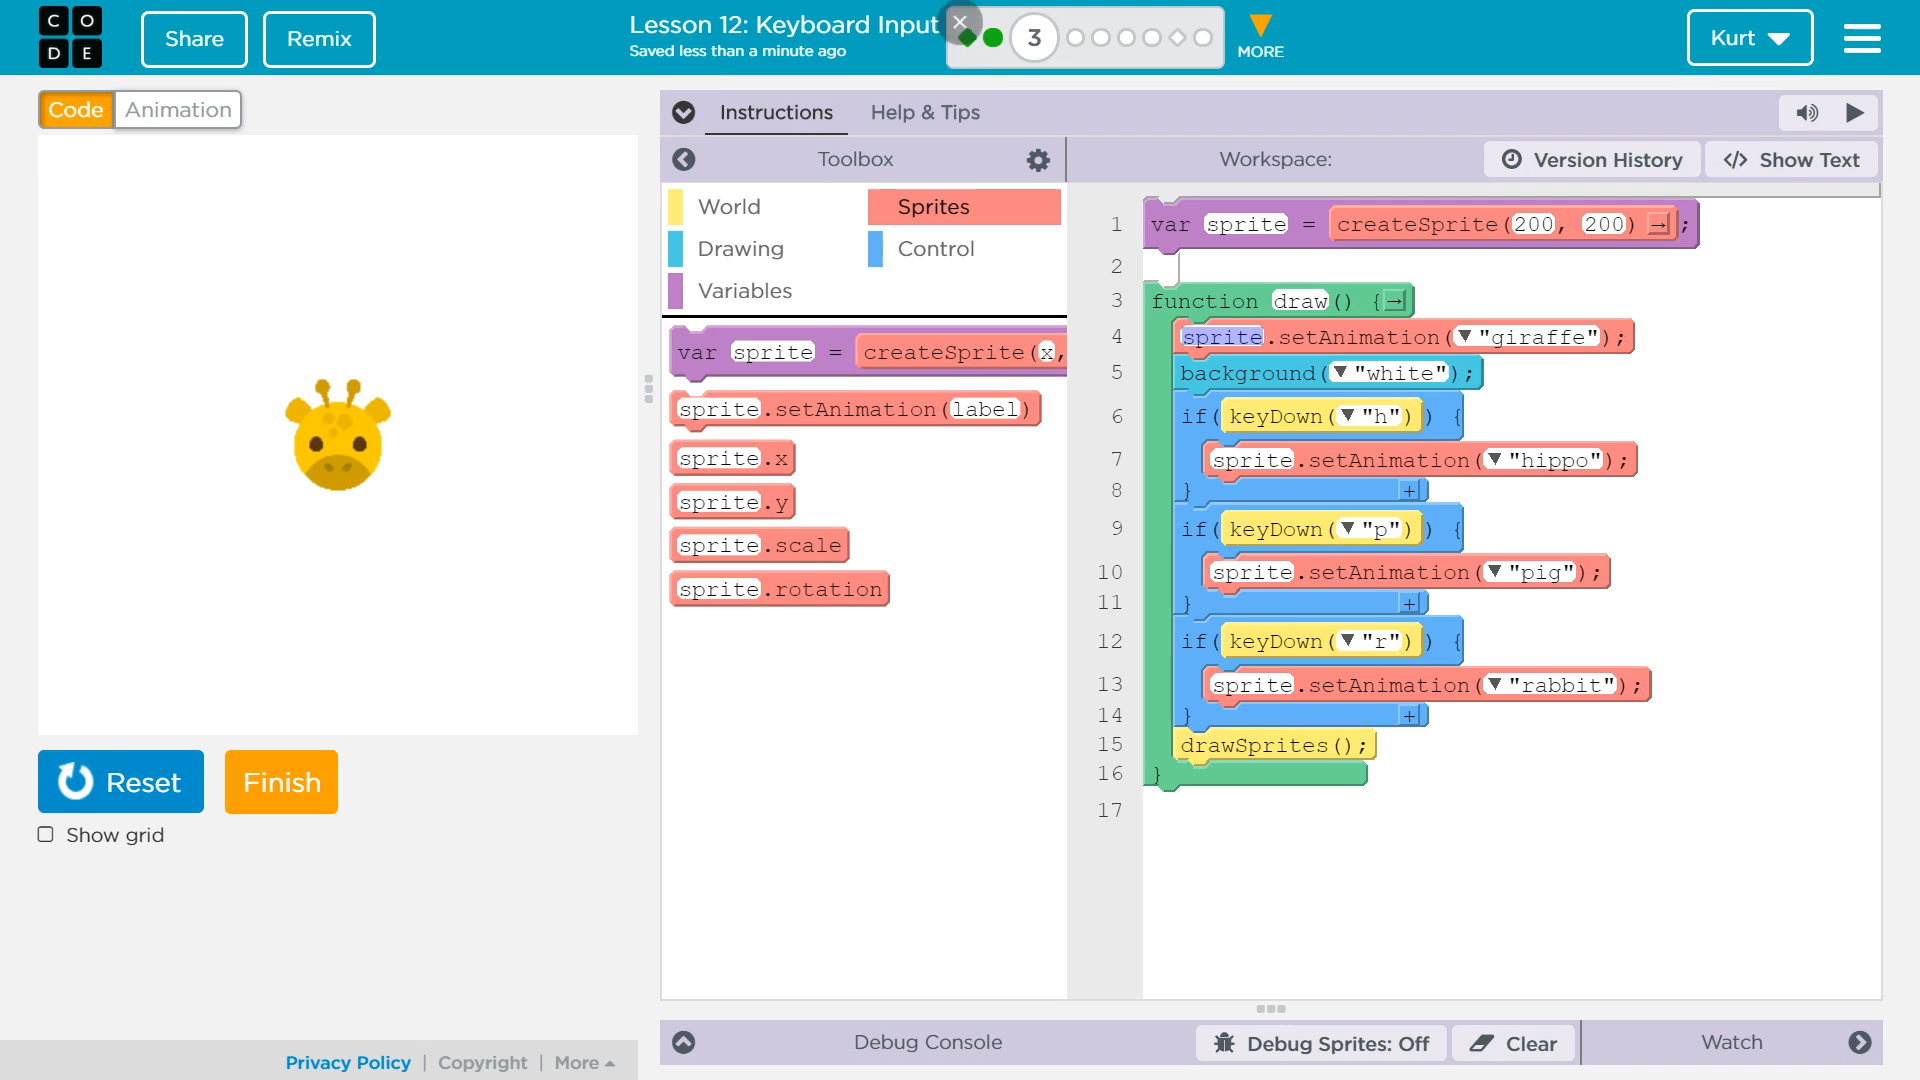 C O
D E
Share
Remix
Lesson 12: Keyboard Input
Saved less than a minute ago
3
MORE
Kurt
Code
Animation
Instructions
Help & Tips
Toolbox
Workspace:
Version History
</> Show Text
World
Sprites
Drawing
Control
Variables
var sprite = createSprite(x,
sprite.setAnimation(label)
sprite.x
sprite.y
sprite.scale
sprite.rotation
1 var sprite = createSprite(200, 200) → ;
2
3 function draw() { →
4 sprite.setAnimation(▼ "giraffe");
5 background(▼ "white");
6 if( keyDown(▼ "h") ) {
7 sprite.setAnimation(▼ "hippo");
8 } +
9 if( keyDown(▼ "p") ) {
10 sprite.setAnimation(▼ "pig");
11 } +
12 if( keyDown(▼ "r") ) {
13 sprite.setAnimation(▼ "rabbit");
14 } +
15 drawSprites();
16 }
17
Reset
Finish
Show grid
Privacy Policy | Copyright | More
Debug Console
Debug Sprites: Off
Clear
Watch